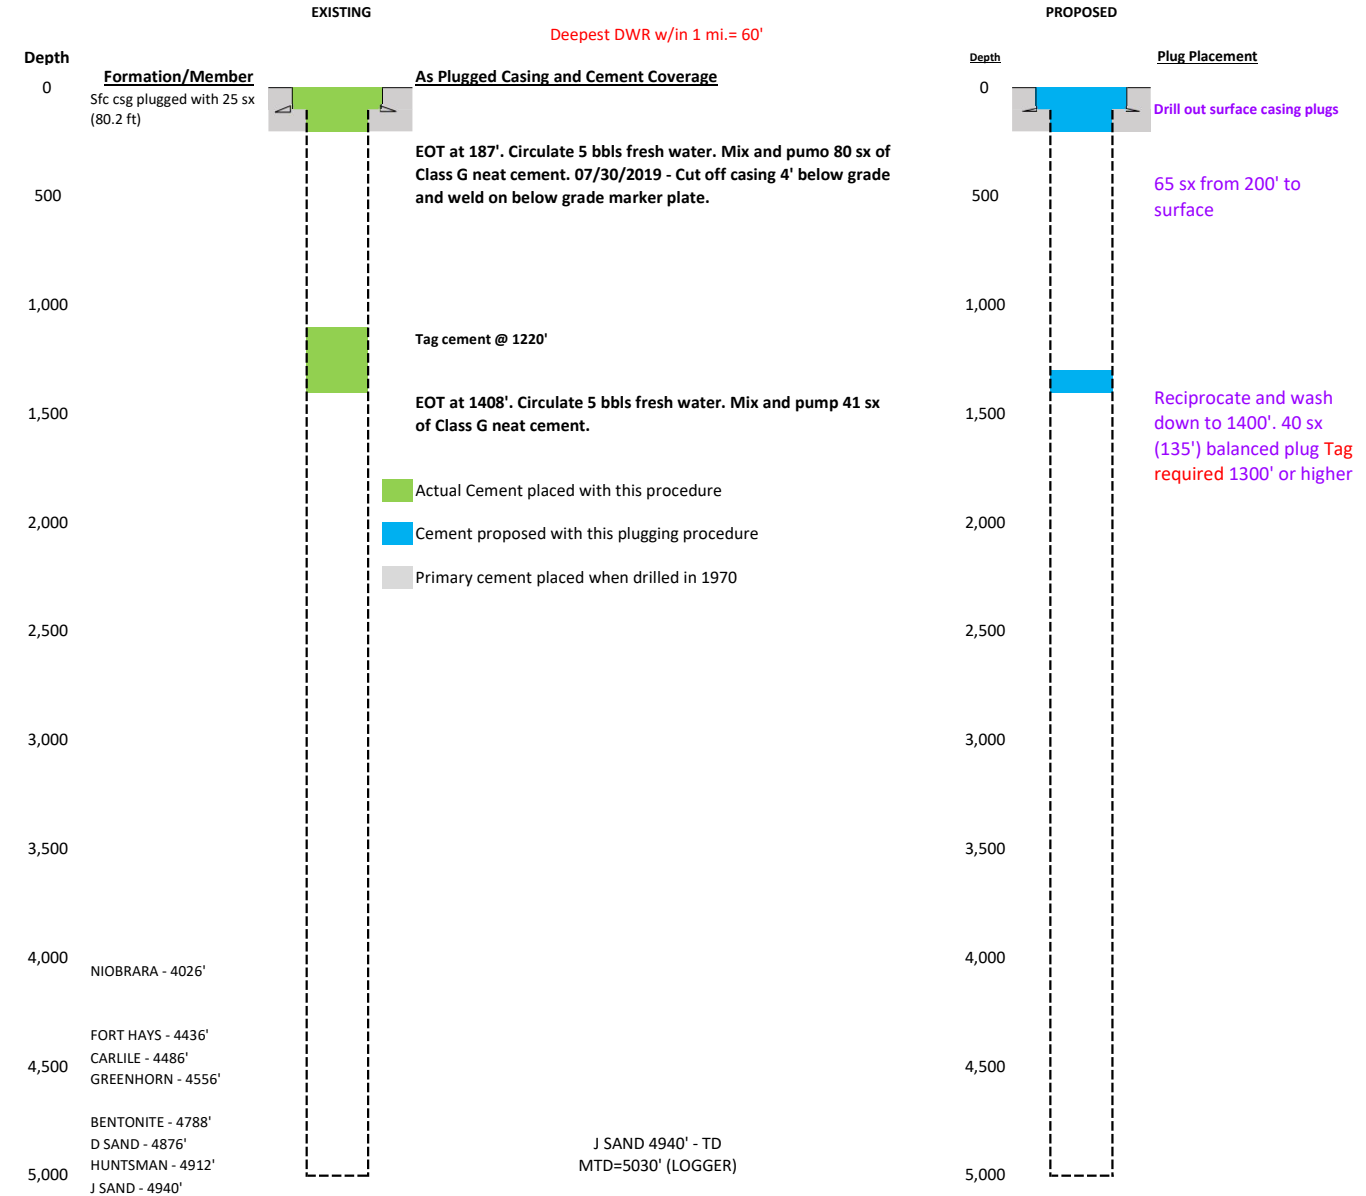 EXISTING
PROPOSED
Deepest DWR w/in 1 mi.= 60'
Depth
Formation/Member
As Plugged Casing and Cement Coverage
Depth
Plug Placement
0
Sfc csg plugged with 25 sx
(80.2 ft)
0
Drill out surface casing plugs
EOT at 187'. Circulate 5 bbls fresh water. Mix and pumo 80 sx of
Class G neat cement. 07/30/2019 - Cut off casing 4' below grade
and weld on below grade marker plate.
500
500
65 sx from 200' to
surface
1,000
1,000
Tag cement @ 1220'
EOT at 1408'. Circulate 5 bbls fresh water. Mix and pump 41 sx
of Class G neat cement.
1,500
1,500
Reciprocate and wash
down to 1400'. 40 sx
(135') balanced plug Tag
required 1300' or higher
Actual Cement placed with this procedure
2,000
Cement proposed with this plugging procedure
2,000
Primary cement placed when drilled in 1970
2,500
2,500
3,000
3,000
3,500
3,500
4,000
4,000
NIOBRARA - 4026'
FORT HAYS - 4436'
CARLILE - 4486'
4,500
4,500
GREENHORN - 4556'
BENTONITE - 4788'
D SAND - 4876'
J SAND 4940' - TD
HUNTSMAN - 4912'
MTD=5030' (LOGGER)
5,000
5,000
J SAND - 4940'